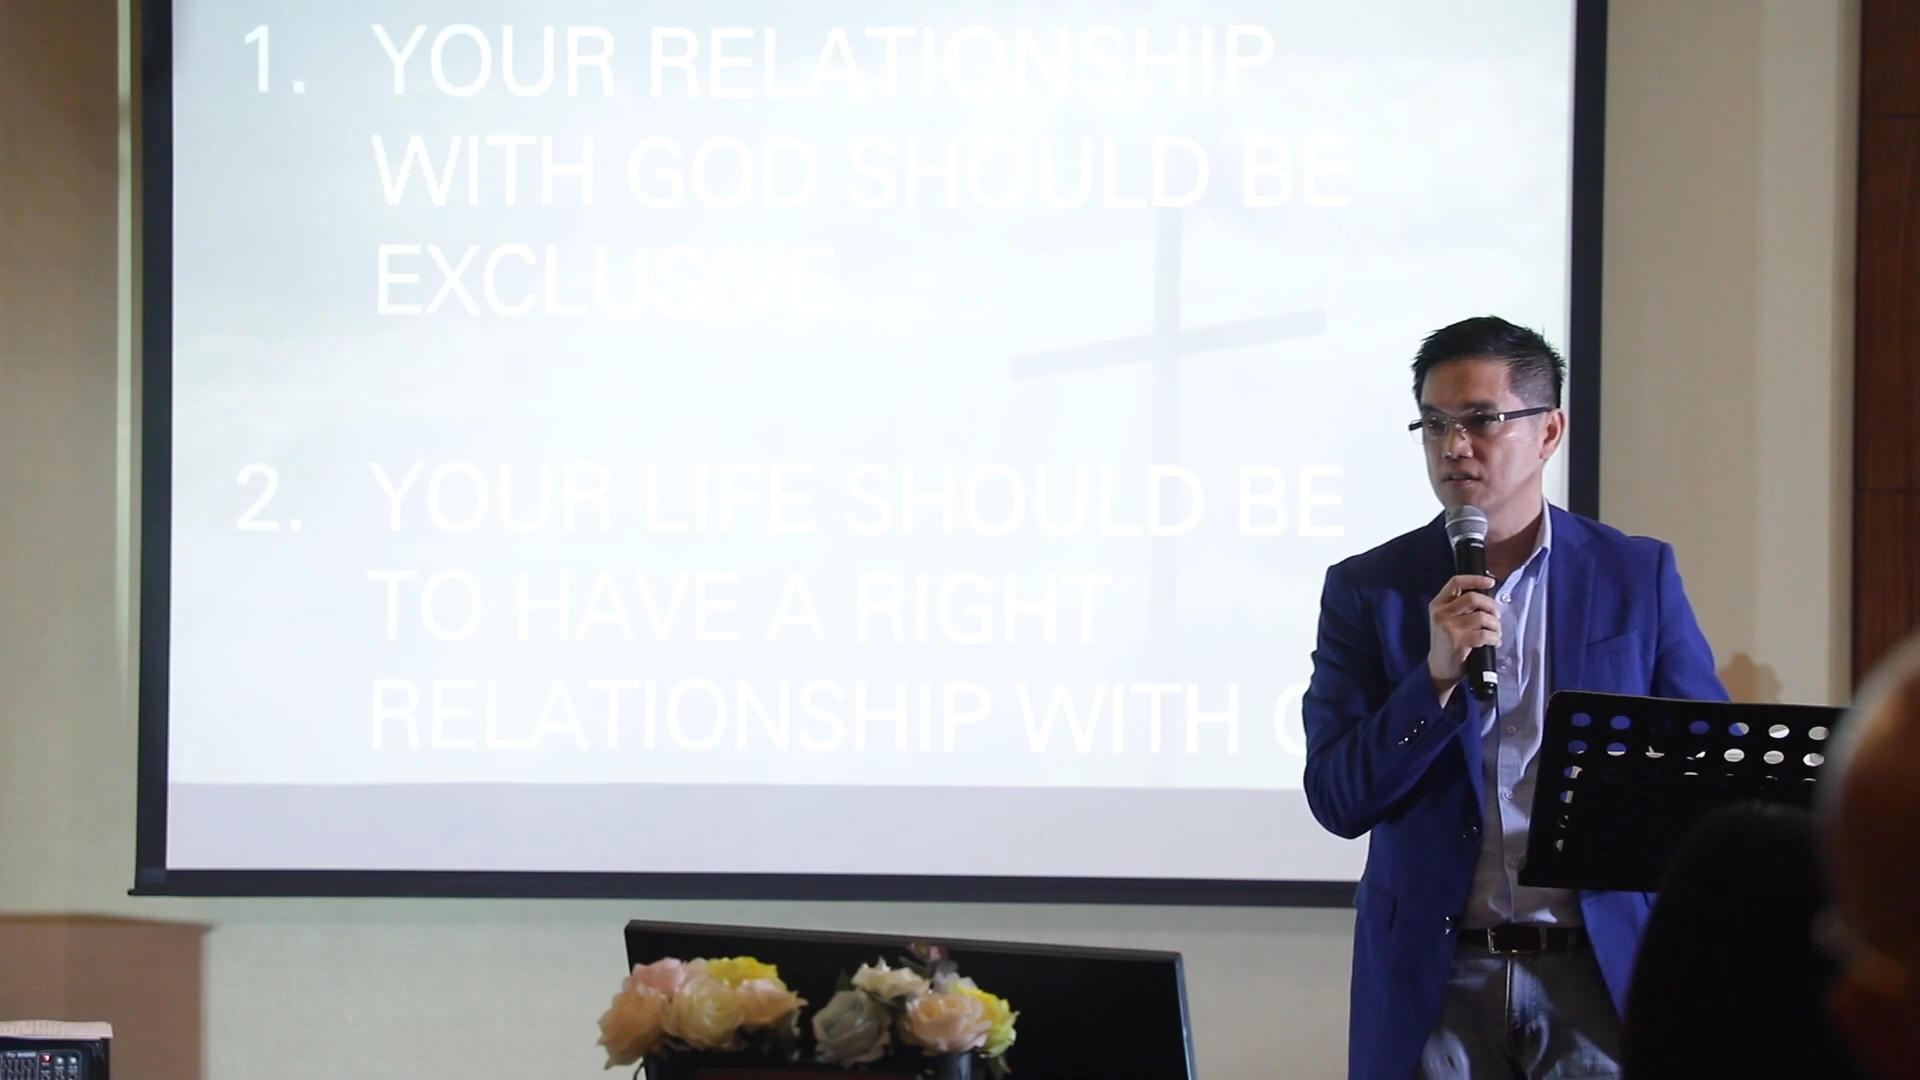 1. YOUR RELATIONSHIP
WITH GOD SHOULD BE
EXCLUSIVE
2. YOUR LIFE SHOULD BE
TO HAVE A RIGHT
RELATIONSHIP WITH